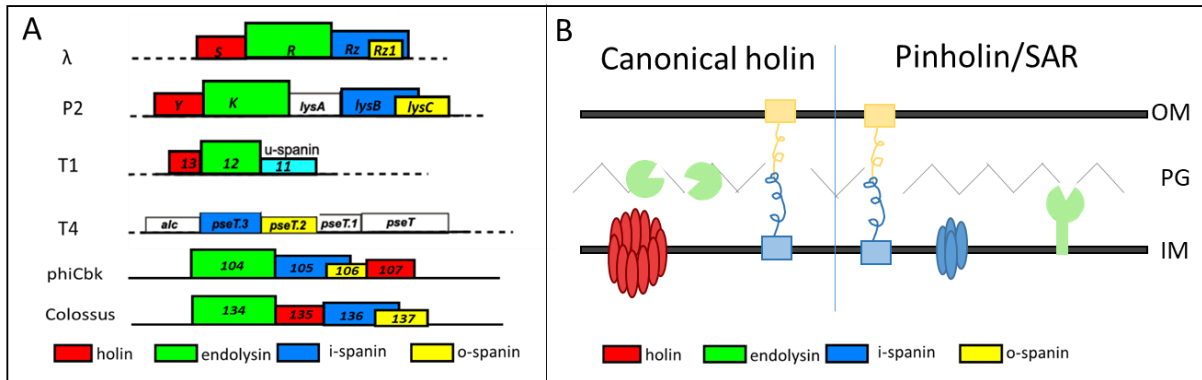 A
λ
S R Rz Rz1
P2
Y K lysA lysB lysC
T1
u-spanin
13 12 11
T4
alc pseT.3 pseT.2 pseT.1 pseT
phiCbk
104 105 106 107
Colossus
134 135 136 137
holin endolysin i-spanin o-spanin
B
Canonical holin Pinholin/SAR
OM
PG
IM
holin endolysin i-spanin o-spanin